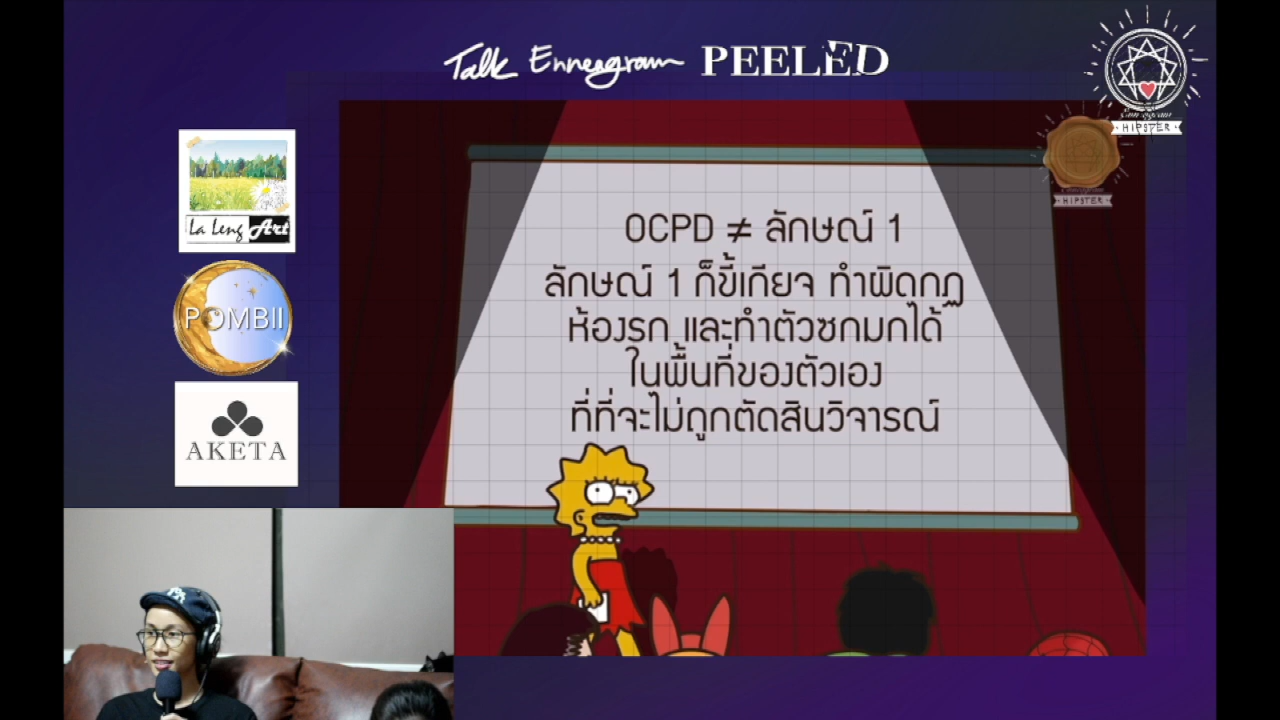 Talk Enneagram PEELED
HIPSTER
HIPSTER
La Leng Art
POMBII
AKETA
OCPD ≠ ลักษณ์ 1
ลักษณ์ 1 ก็ขี้เกียจ ทำผิดกฏ
ห้องรก และทำตัวซกมกได้
ในพื้นที่ของตัวเอง
ที่ที่จะไม่ถูกตัดสินวิจารณ์